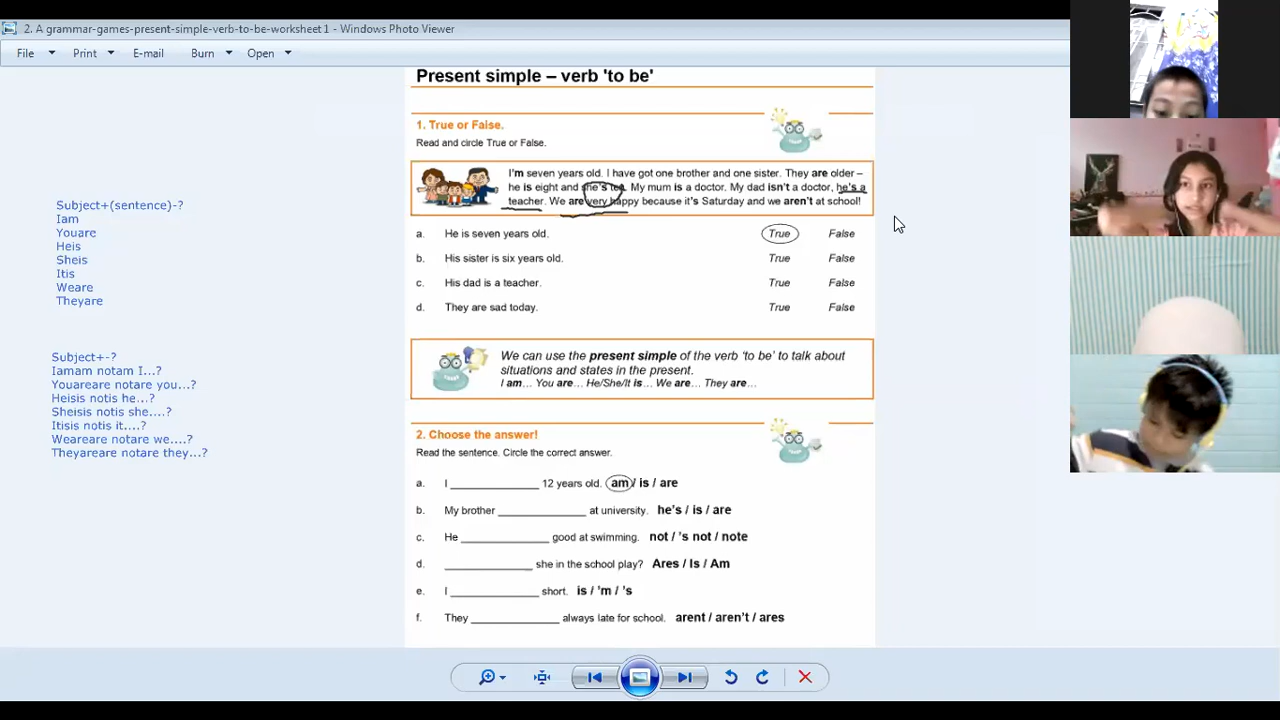 2. A grammar-games-present-simple-verb-to-be-worksheet 1 - Windows Photo Viewer
File Print E-mail Burn Open
Present simple – verb 'to be'
1. True or False.
Read and circle True or False.
I'm seven years old. I have got one brother and one sister. They are older –
he is eight and she's ten. My mum is a doctor. My dad isn't a doctor, he's a
teacher. We are very happy because it's Saturday and we aren't at school!
a. He is seven years old. True False
b. His sister is six years old. True False
c. His dad is a teacher. True False
d. They are sad today. True False
We can use the present simple of the verb 'to be' to talk about
situations and states in the present.
I am… You are… He/She/It is… We are… They are…
2. Choose the answer!
Read the sentence. Circle the correct answer.
a. I ______________ 12 years old. am / is / are
b. My brother ______________ at university. he's / is / are
c. He ______________ good at swimming. not / 's not / note
d. ______________ she in the school play? Ares / Is / Am
e. I ______________ short. is / 'm / 's
f. They ______________ always late for school. arent / aren't / ares
Subject+(sentence)-?
Iam
Youare
Heis
Sheis
Itis
Weare
Theyare
Subject+-?
Iamam notam I...?
Youareare notare you...?
Heisis notis he...?
Sheisis notis she....?
Itisis notis it....?
Weareare notare we....?
Theyareare notare they...?